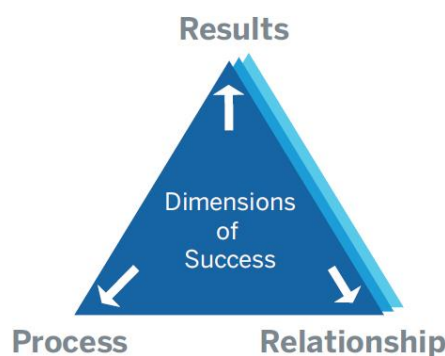 Results
Dimensions
of
Success
Process
Relationship